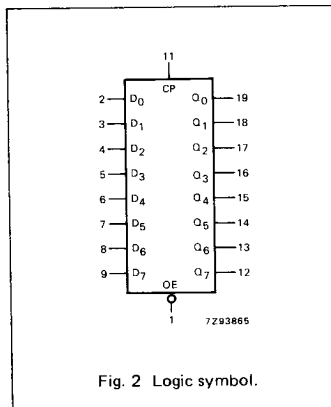 11
CP
2 D0 Q0 19
3 D1 Q1 18
4 D2 Q2 17
5 D3 Q3 16
6 D4 Q4 15
7 D5 Q5 14
8 D6 Q6 13
9 D7 Q7 12
OE
1
7Z93865
Fig. 2 Logic symbol.